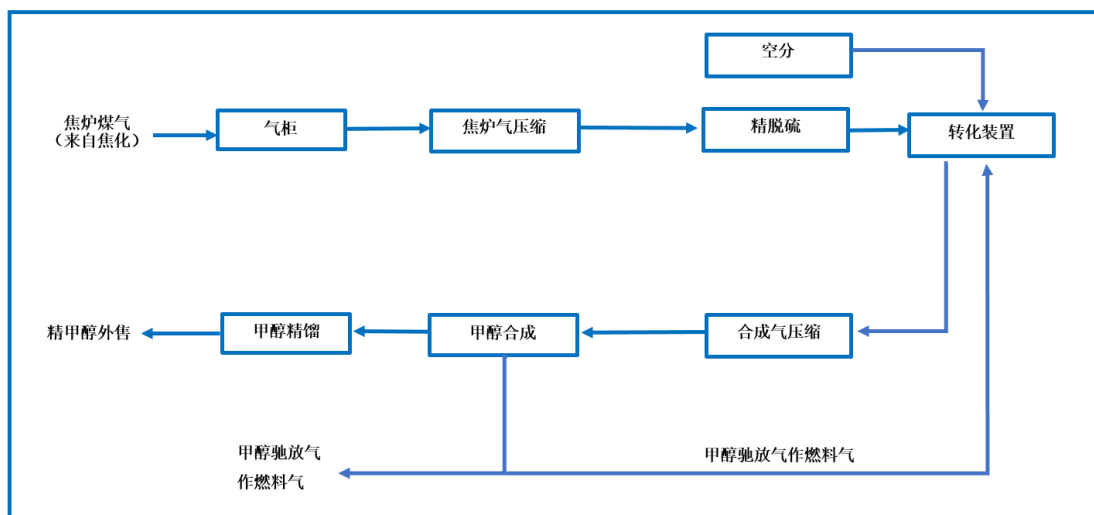 空分
焦炉煤气
（来自焦化）
气柜
焦炉气压缩
精脱硫
转化装置
精甲醇外售
甲醇精馏
甲醇合成
合成气压缩
甲醇驰放气
作燃料气
甲醇驰放气作燃料气